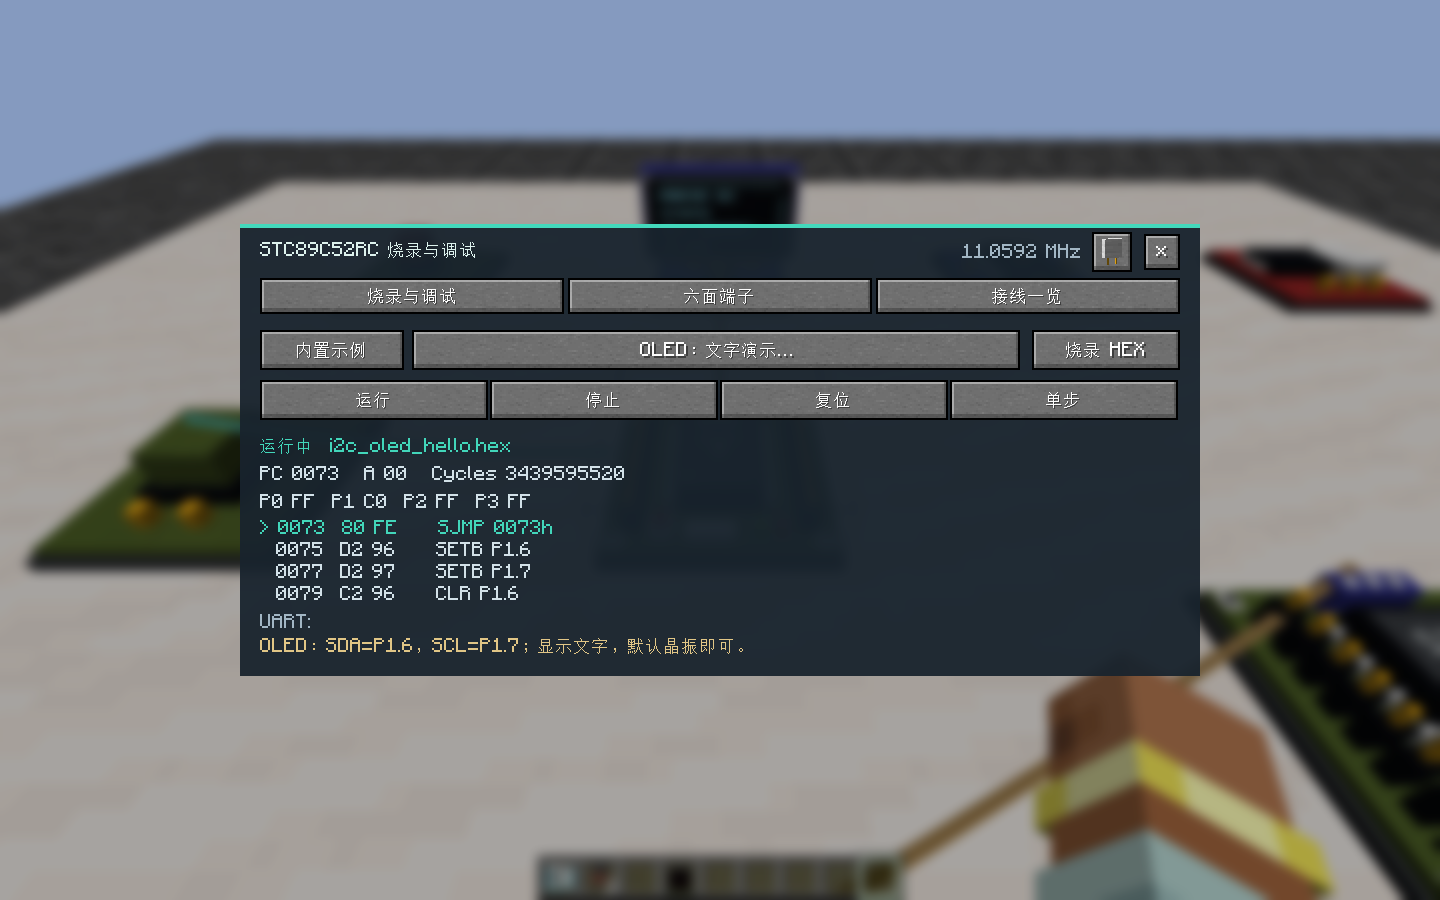 STC89C52RC 烧录与调试 11.0592 MHz x
烧录与调试 六面端子 接线一览
内置示例 OLED：文字演示... 烧录 HEX
运行 停止 复位 单步
运行中 i2c_oled_hello.hex
PC 0073 A 00 Cycles 3439595520
P0 FF P1 C0 P2 FF P3 FF
> 0073 80 FE SJMP 0073h
0075 D2 96 SETB P1.6
0077 D2 97 SETB P1.7
0079 C2 96 CLR P1.6
UART:
OLED：SDA=P1.6，SCL=P1.7；显示文字，默认晶振即可。